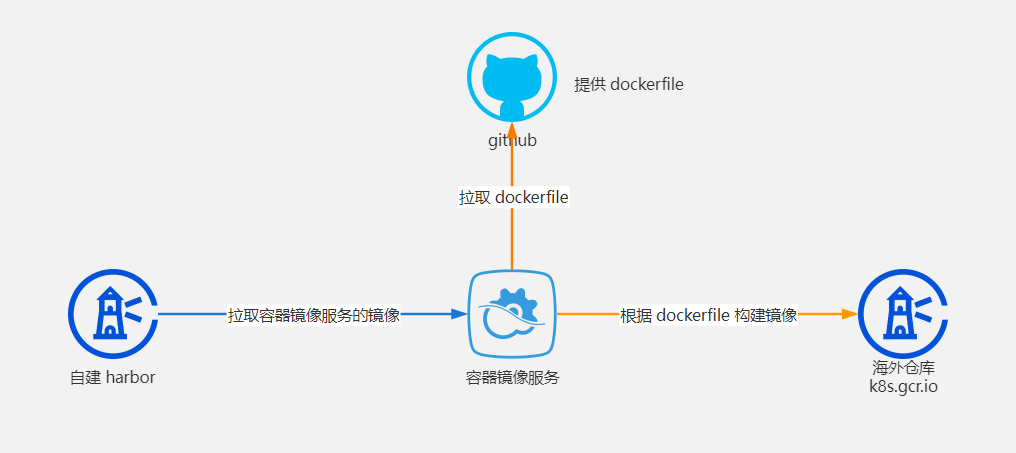 提供 dockerfile
github
拉取 dockerfile
拉取容器镜像服务的镜像
根据 dockerfile 构建镜像
自建 harbor
容器镜像服务
海外仓库
k8s.gcr.io